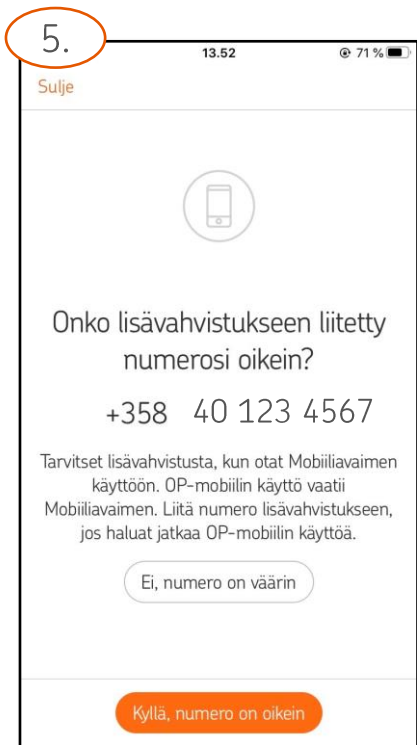 5.
13.52
71 %
Sulje
Onko lisävahvistukseen liitetty
numerosi oikein?
+358 40 123 4567
Tarvitset lisävahvistusta, kun otat Mobiiliavaimen
käyttöön. OP-mobiilin käyttö vaatii
Mobiiliavaimen. Liitä numero lisävahvistukseen,
jos haluat jatkaa OP-mobiilin käyttöä.
Ei, numero on väärin
Kyllä, numero on oikein